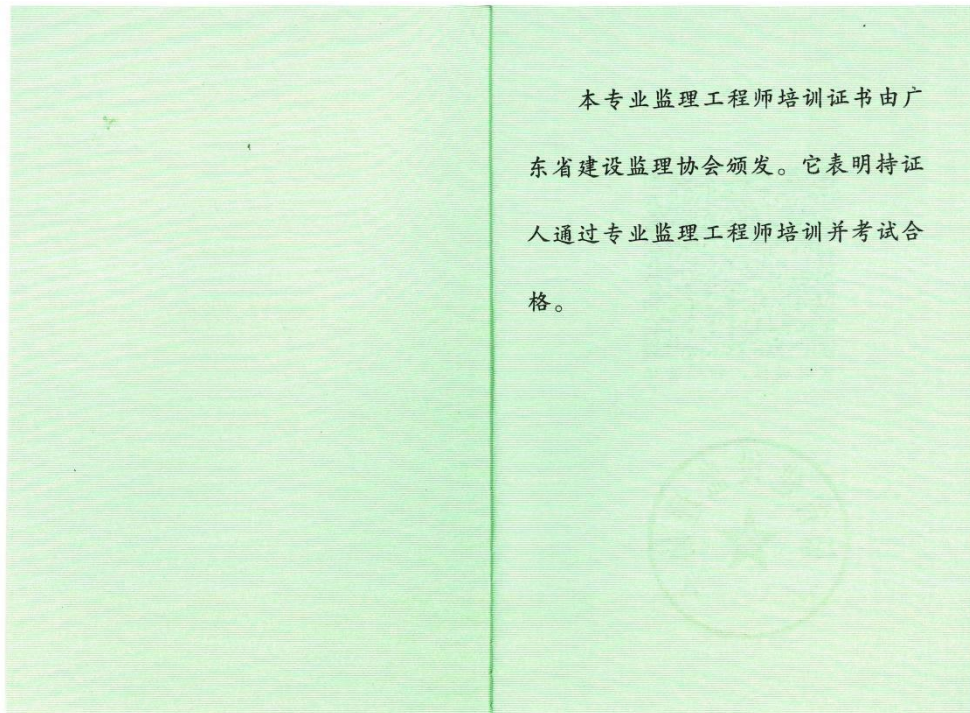 本专业监理工程师培训证书由广
东省建设监理协会颁发。它表明持证
人通过专业监理工程师培训并考试合
格。